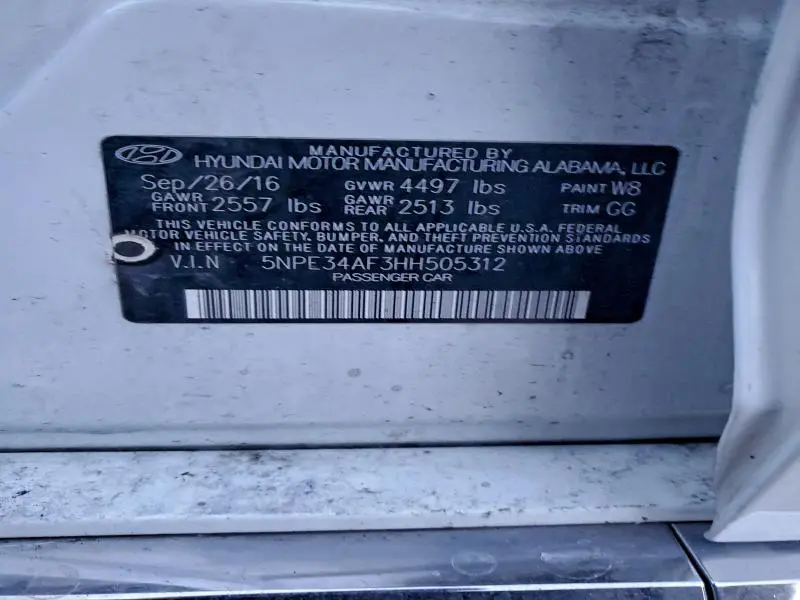 MANUFACTURED BY
HYUNDAI MOTOR MANUFACTURING ALABAMA, LLC
Sep/26/16 GVWR 4497 lbs PAINT W8
GAWR FRONT 2557 lbs GAWR REAR 2513 lbs TRIM GG
THIS VEHICLE CONFORMS TO ALL APPLICABLE U.S.A. FEDERAL
MOTOR VEHICLE SAFETY, BUMPER, AND THEFT PREVENTION STANDARDS
IN EFFECT ON THE DATE OF MANUFACTURE SHOWN ABOVE
V.I.N 5NPE34AF3HH505312
PASSENGER CAR